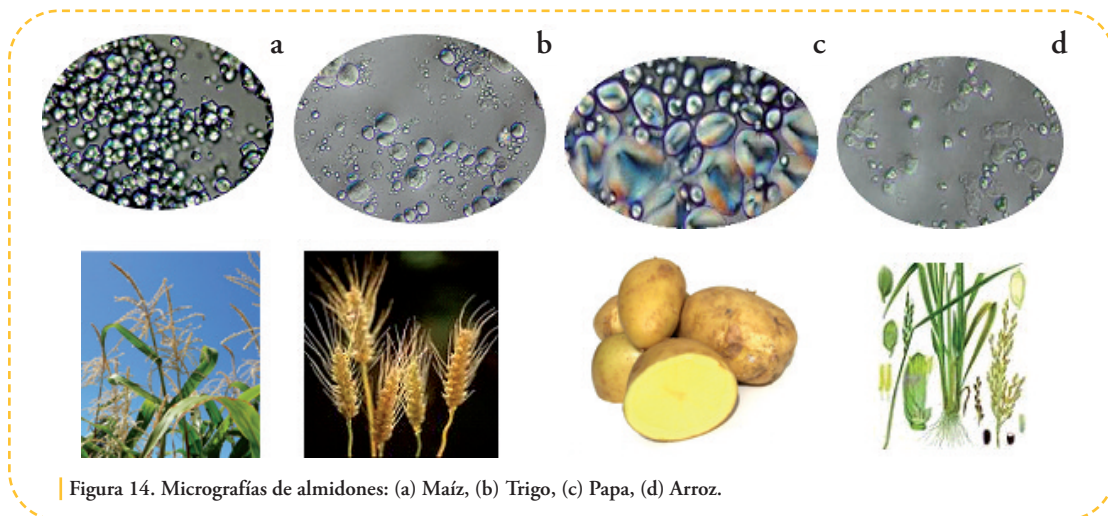 a
b
c
d
Figura 14. Micrografías de almidones: (a) Maíz, (b) Trigo, (c) Papa, (d) Arroz.